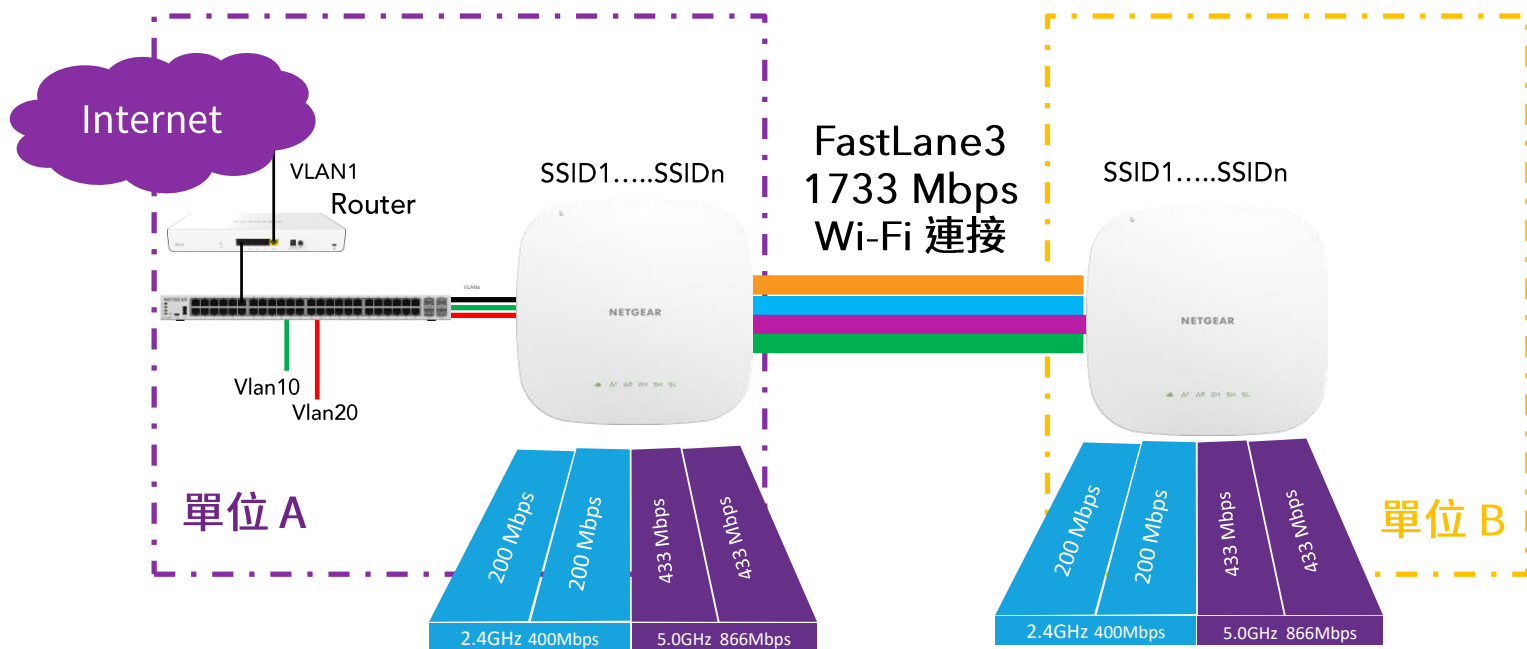 Internet
VLAN1
Router
NETGEAR
VLANs
Vlan10
Vlan20
單位 A
SSID1.....SSIDn
NETGEAR
200 Mbps
200 Mbps
433 Mbps
433 Mbps
2.4GHz 400Mbps
5.0GHz 866Mbps
FastLane3
1733 Mbps
Wi-Fi 連接
SSID1.....SSIDn
NETGEAR
200 Mbps
200 Mbps
433 Mbps
433 Mbps
2.4GHz 400Mbps
5.0GHz 866Mbps
單位 B